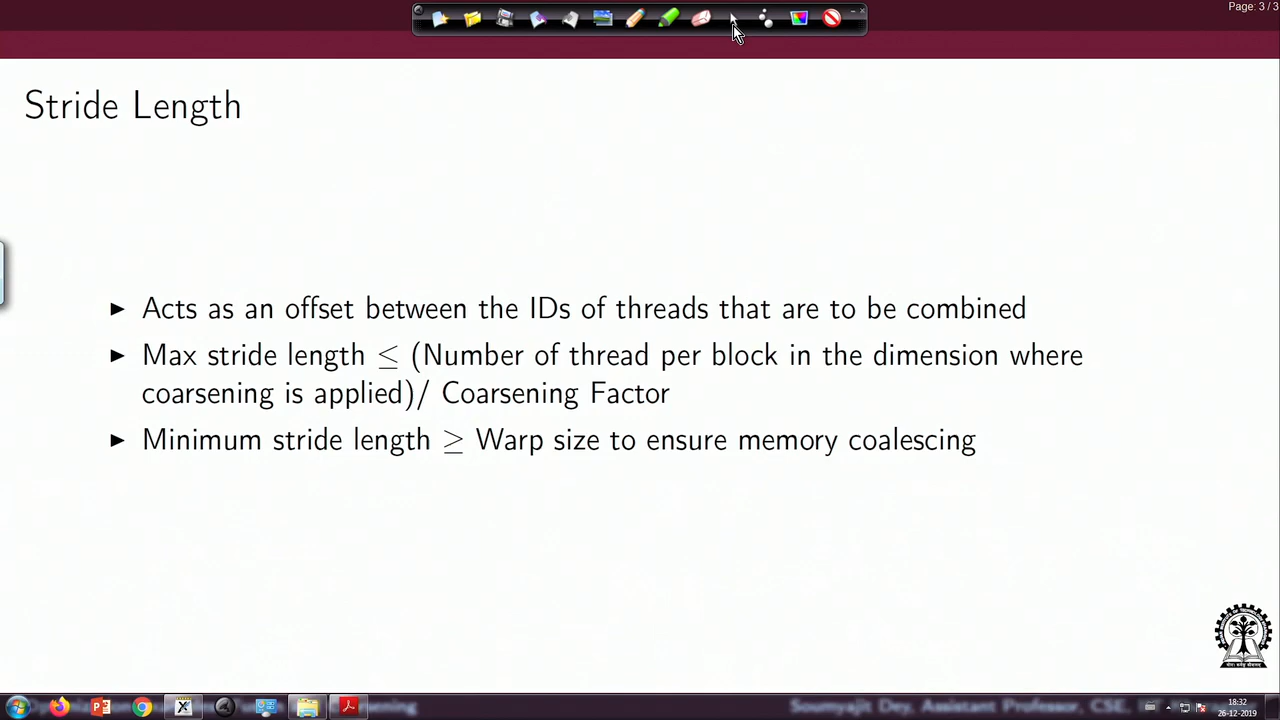 Page: 3 / 3
Stride Length
► Acts as an offset between the IDs of threads that are to be combined
► Max stride length ≤ (Number of thread per block in the dimension where
coarsening is applied)/ Coarsening Factor
► Minimum stride length ≥ Warp size to ensure memory coalescing
Soumyajit Dey, Assistant Professor, CSE,
18:32
26-12-2019